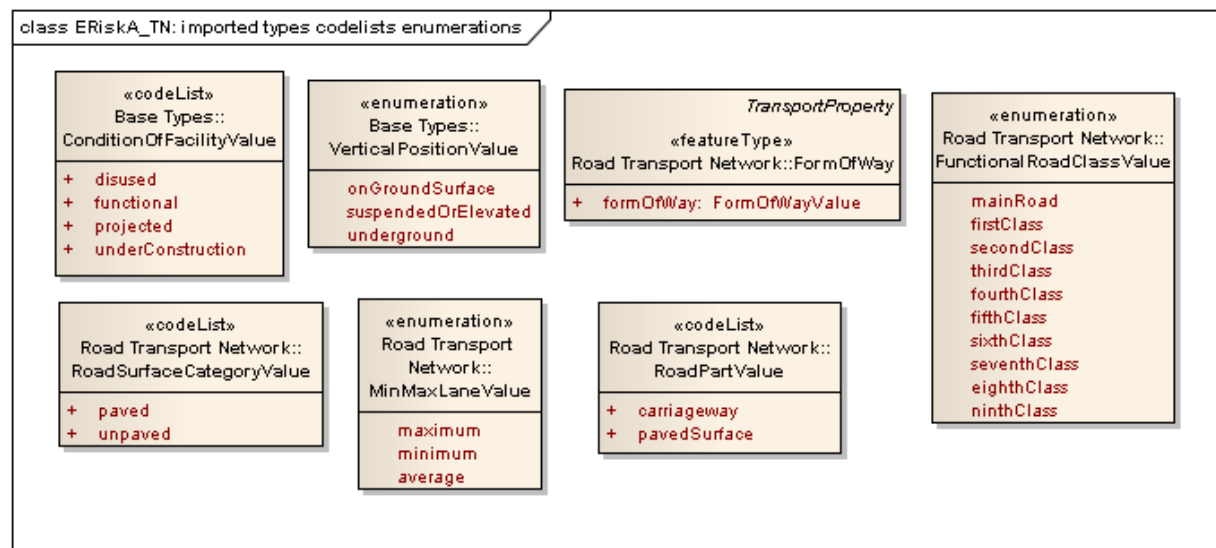 class ERiskA_TN: imported types codelists enumerations
«codeList»
Base Types::
ConditionOfFacilityValue
+ disused
+ functional
+ projected
+ underConstruction
«enumeration»
Base Types::
VerticalPositionValue
onGroundSurface
suspendedOrElevated
underground
TransportProperty
«featureType»
Road Transport Network::FormOfWay
+ formOfWay: FormOfWayValue
«enumeration»
Road Transport Network::
FunctionalRoadClassValue
mainRoad
firstClass
secondClass
thirdClass
fourthClass
fifthClass
sixthClass
seventhClass
eighthClass
ninthClass
«codeList»
Road Transport Network::
RoadSurfaceCategoryValue
+ paved
+ unpaved
«enumeration»
Road Transport
Network::
MinMaxLaneValue
maximum
minimum
average
«codeList»
Road Transport Network::
RoadPartValue
+ carriageway
+ pavedSurface